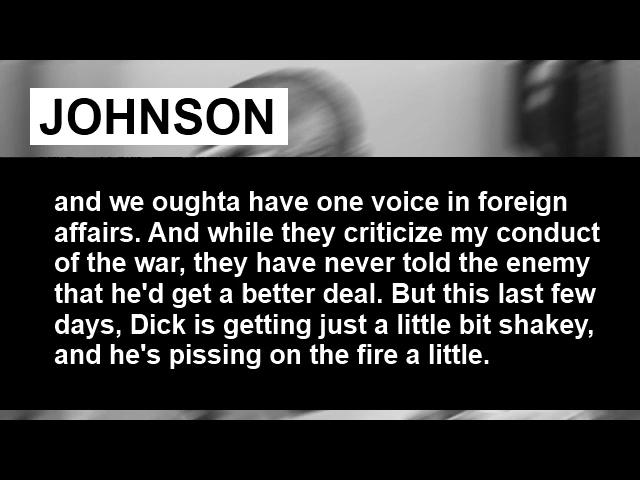 JOHNSON
and we oughta have one voice in foreign
affairs. And while they criticize my conduct
of the war, they have never told the enemy
that he'd get a better deal. But this last few
days, Dick is getting just a little bit shakey,
and he's pissing on the fire a little.